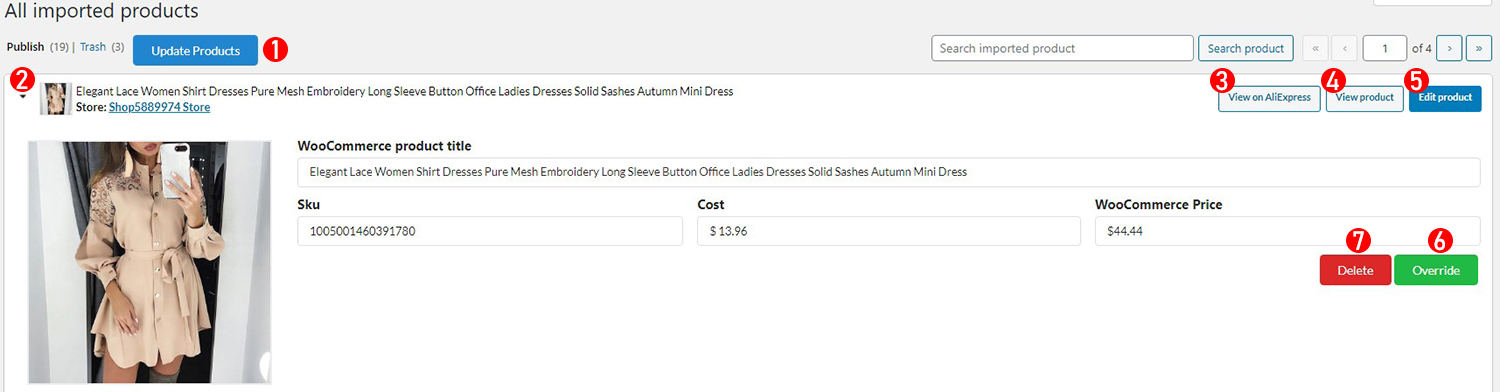 All imported products
Publish (19) | Trash (3) Update Products 1 Search imported product Search product « ‹ 1 of 4 › »
2 3 4 5
Elegant Lace Women Shirt Dresses Pure Mesh Embroidery Long Sleeve Button Office Ladies Dresses Solid Sashes Autumn Mini Dress
Store: Shop5889974 Store View on AliExpress View product Edit product
WooCommerce product title
Elegant Lace Women Shirt Dresses Pure Mesh Embroidery Long Sleeve Button Office Ladies Dresses Solid Sashes Autumn Mini Dress
Sku Cost WooCommerce Price
1005001460391780 $ 13.96 $44.44
7 6
Delete Override